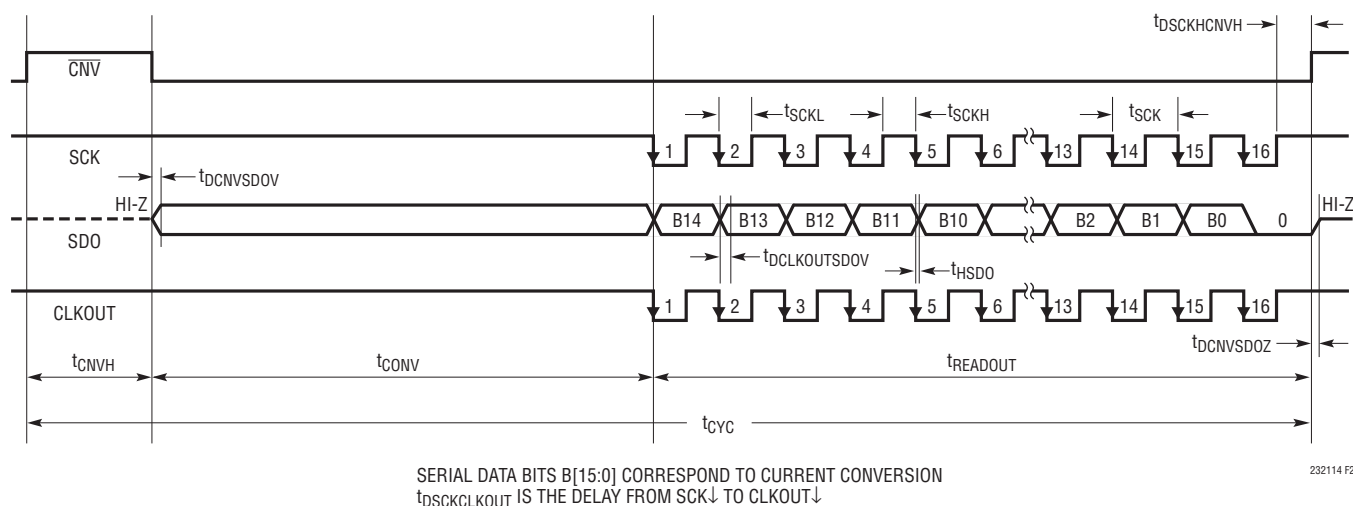 tDSCKHCNVH
CNV
tSCKL tSCKH tSCK
SCK 1 2 3 4 5 6 13 14 15 16
tDCNVSDOV
HI-Z HI-Z
SDO B14 B13 B12 B11 B10 B2 B1 B0 0
tDCLKOUTSDOV tHSDO
CLKOUT 1 2 3 4 5 6 13 14 15 16
tDCNVSDOZ
tCNVH tCONV tREADOUT
tCYC
SERIAL DATA BITS B[15:0] CORRESPOND TO CURRENT CONVERSION
tDSCKCLKOUT IS THE DELAY FROM SCK↓ TO CLKOUT↓
232114 F2